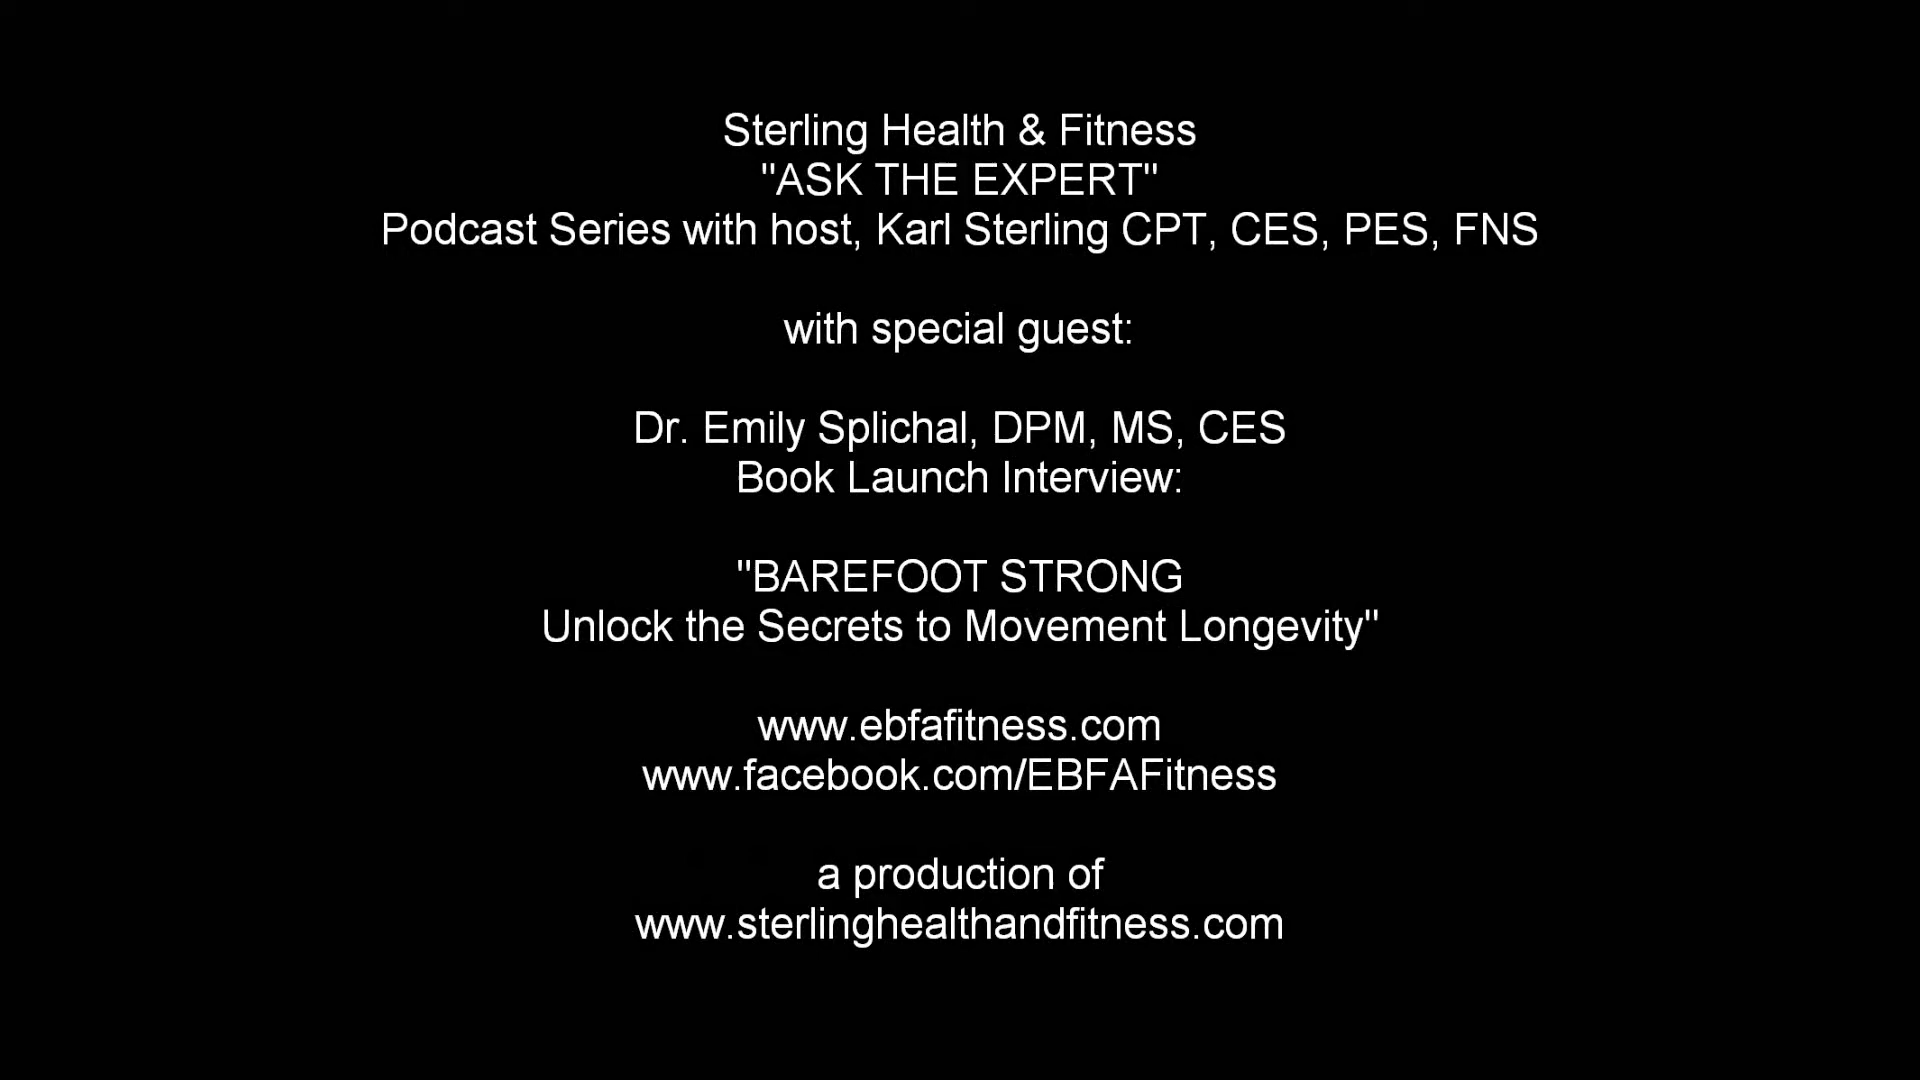 Sterling Health & Fitness
"ASK THE EXPERT"
Podcast Series with host, Karl Sterling CPT, CES, PES, FNS
with special guest:
Dr. Emily Splichal, DPM, MS, CES
Book Launch Interview:
"BAREFOOT STRONG
Unlock the Secrets to Movement Longevity"
www.ebfafitness.com
www.facebook.com/EBFAFitness
a production of
www.sterlinghealthandfitness.com